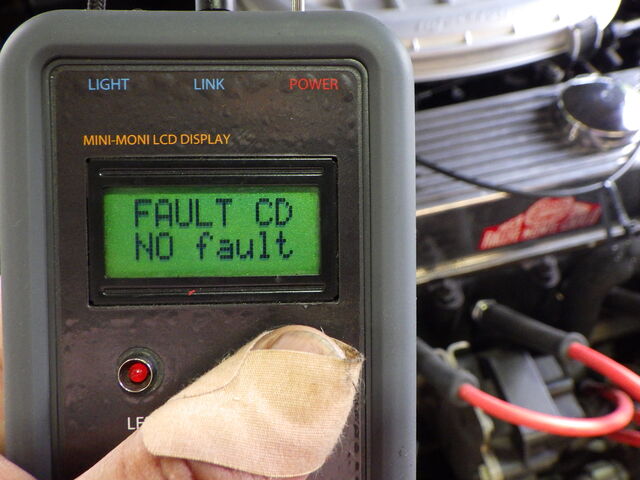 LIGHT LINK POWER
MINI-MONI LCD DISPLAY
FAULT CD
NO fault